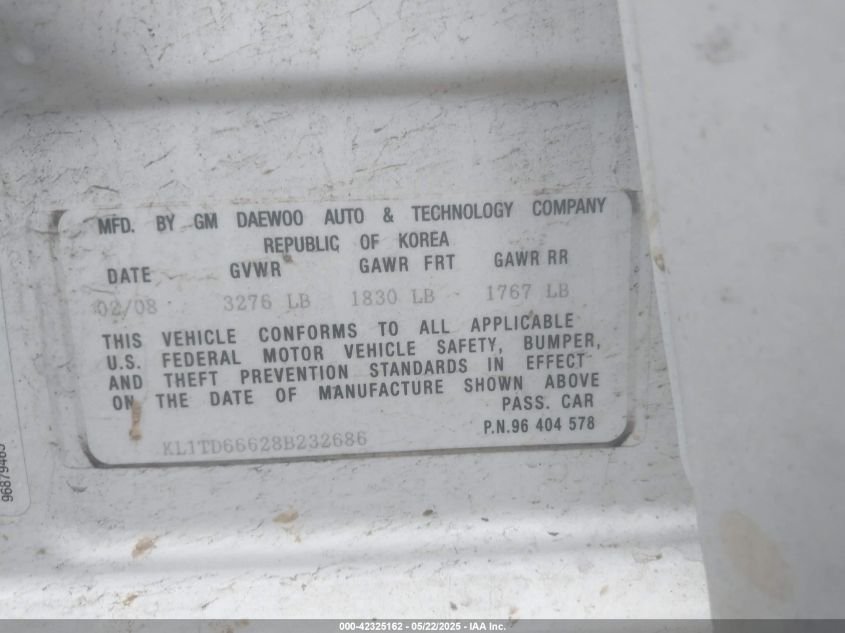 MFD. BY GM DAEWOO AUTO & TECHNOLOGY COMPANY
REPUBLIC OF KOREA
DATE GVWR GAWR FRT GAWR RR
02/08 3276 LB 1830 LB 1767 LB
THIS VEHICLE CONFORMS TO ALL APPLICABLE
U.S. FEDERAL MOTOR VEHICLE SAFETY, BUMPER,
AND THEFT PREVENTION STANDARDS IN EFFECT
ON THE DATE OF MANUFACTURE SHOWN ABOVE
PASS. CAR
KL1TD66628B232686
P.N.96 404 578
96879465
000-42325162 - 05/22/2025 - IAA Inc.